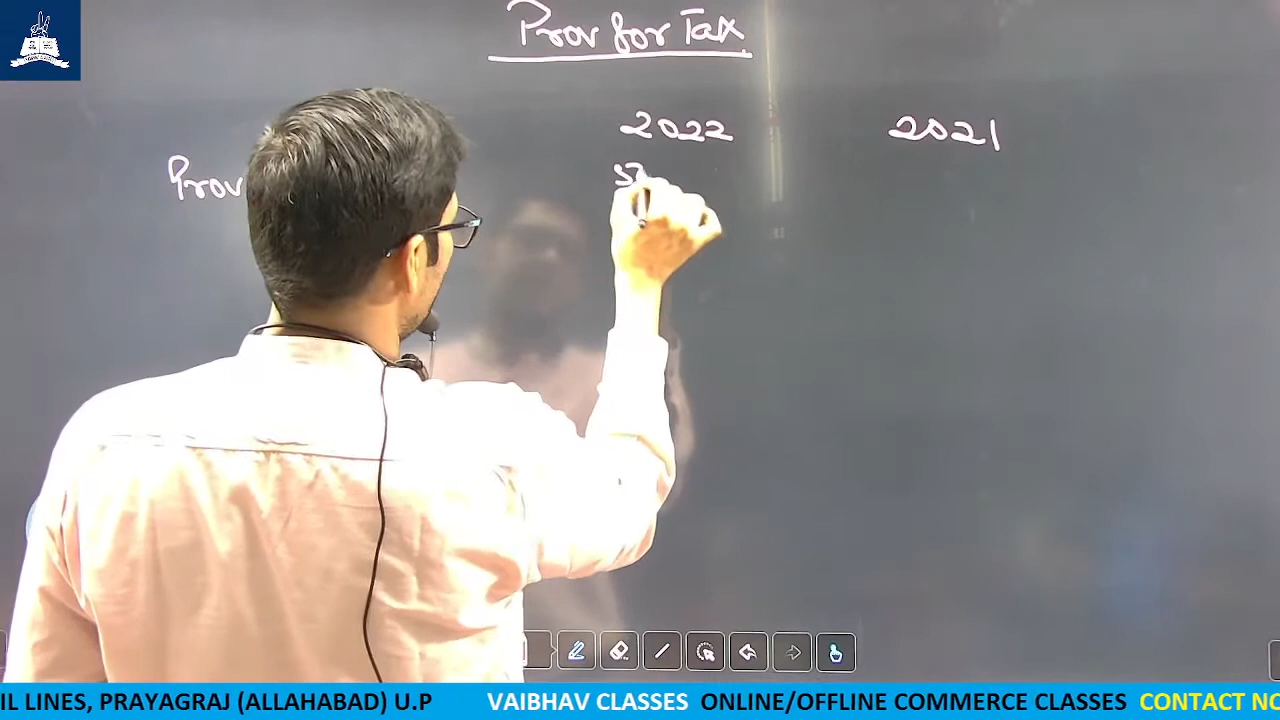 Prov for Tax
2022 2021
Prov
IL LINES, PRAYAGRAJ (ALLAHABAD) U.P VAIBHAV CLASSES ONLINE/OFFLINE COMMERCE CLASSES CONTACT NO